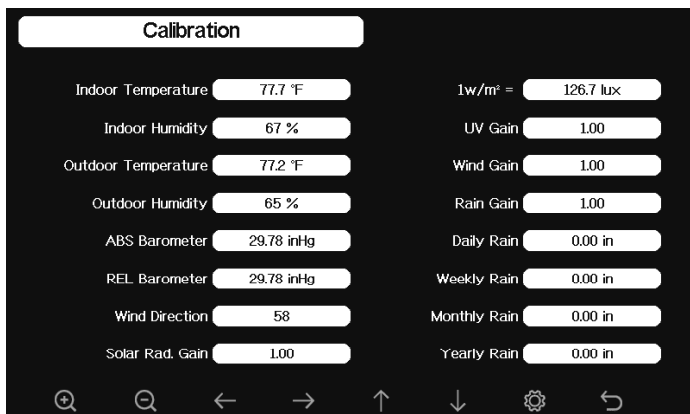 Calibration
Indoor Temperature 77.7 °F
1w/m² = 126.7 lux
Indoor Humidity 67 %
UV Gain 1.00
Outdoor Temperature 77.2 °F
Wind Gain 1.00
Outdoor Humidity 65 %
Rain Gain 1.00
ABS Barometer 29.78 inHg
Daily Rain 0.00 in
REL Barometer 29.78 inHg
Weekly Rain 0.00 in
Wind Direction 58
Monthly Rain 0.00 in
Solar Rad. Gain 1.00
Yearly Rain 0.00 in